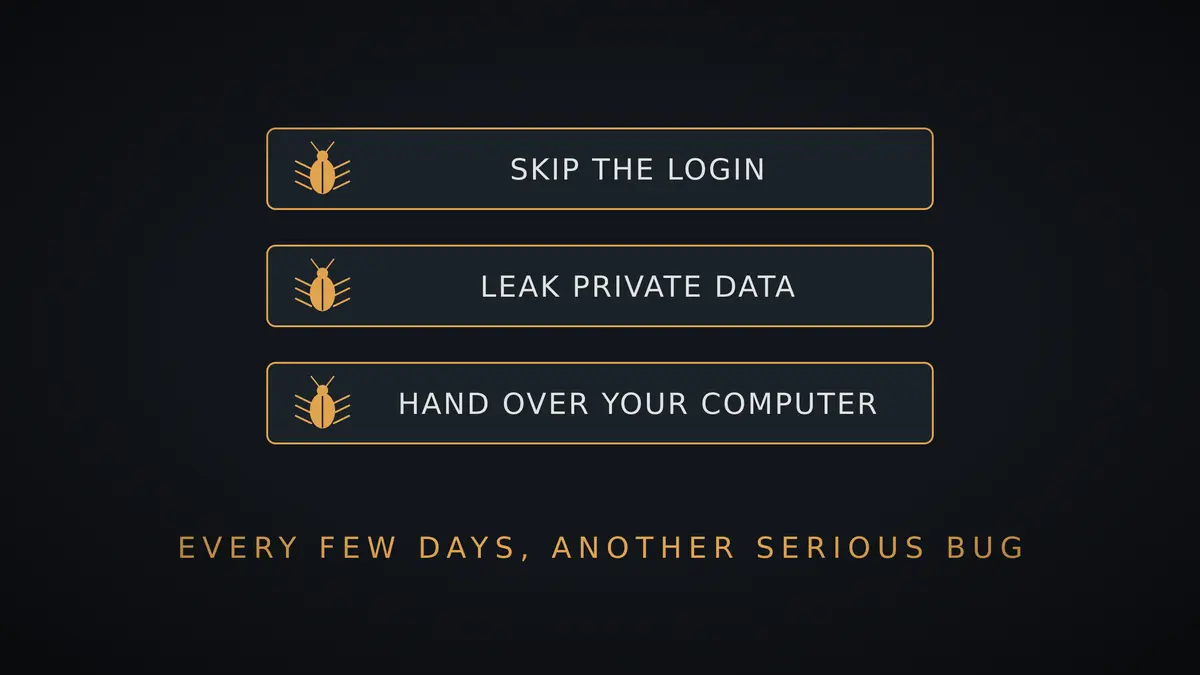 SKIP THE LOGIN
LEAK PRIVATE DATA
HAND OVER YOUR COMPUTER
EVERY FEW DAYS, ANOTHER SERIOUS BUG